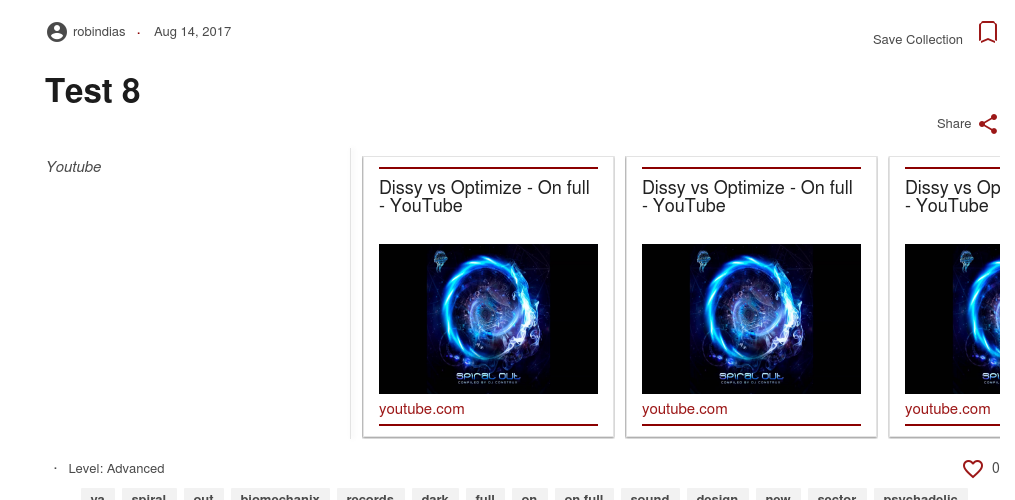 robindias · Aug 14, 2017
Save Collection
Test 8
Share
Youtube
Dissy vs Optimize - On full
- YouTube
SPIRAL OUT
COMPILED BY DJ CONSTRUX
youtube.com
Dissy vs Optimize - On full
- YouTube
SPIRAL OUT
COMPILED BY DJ CONSTRUX
youtube.com
Dissy vs Op
- YouTube
youtube.com
· Level: Advanced
0
va spiral out biomechanix records dark full on on full sound design new sector psychadelic